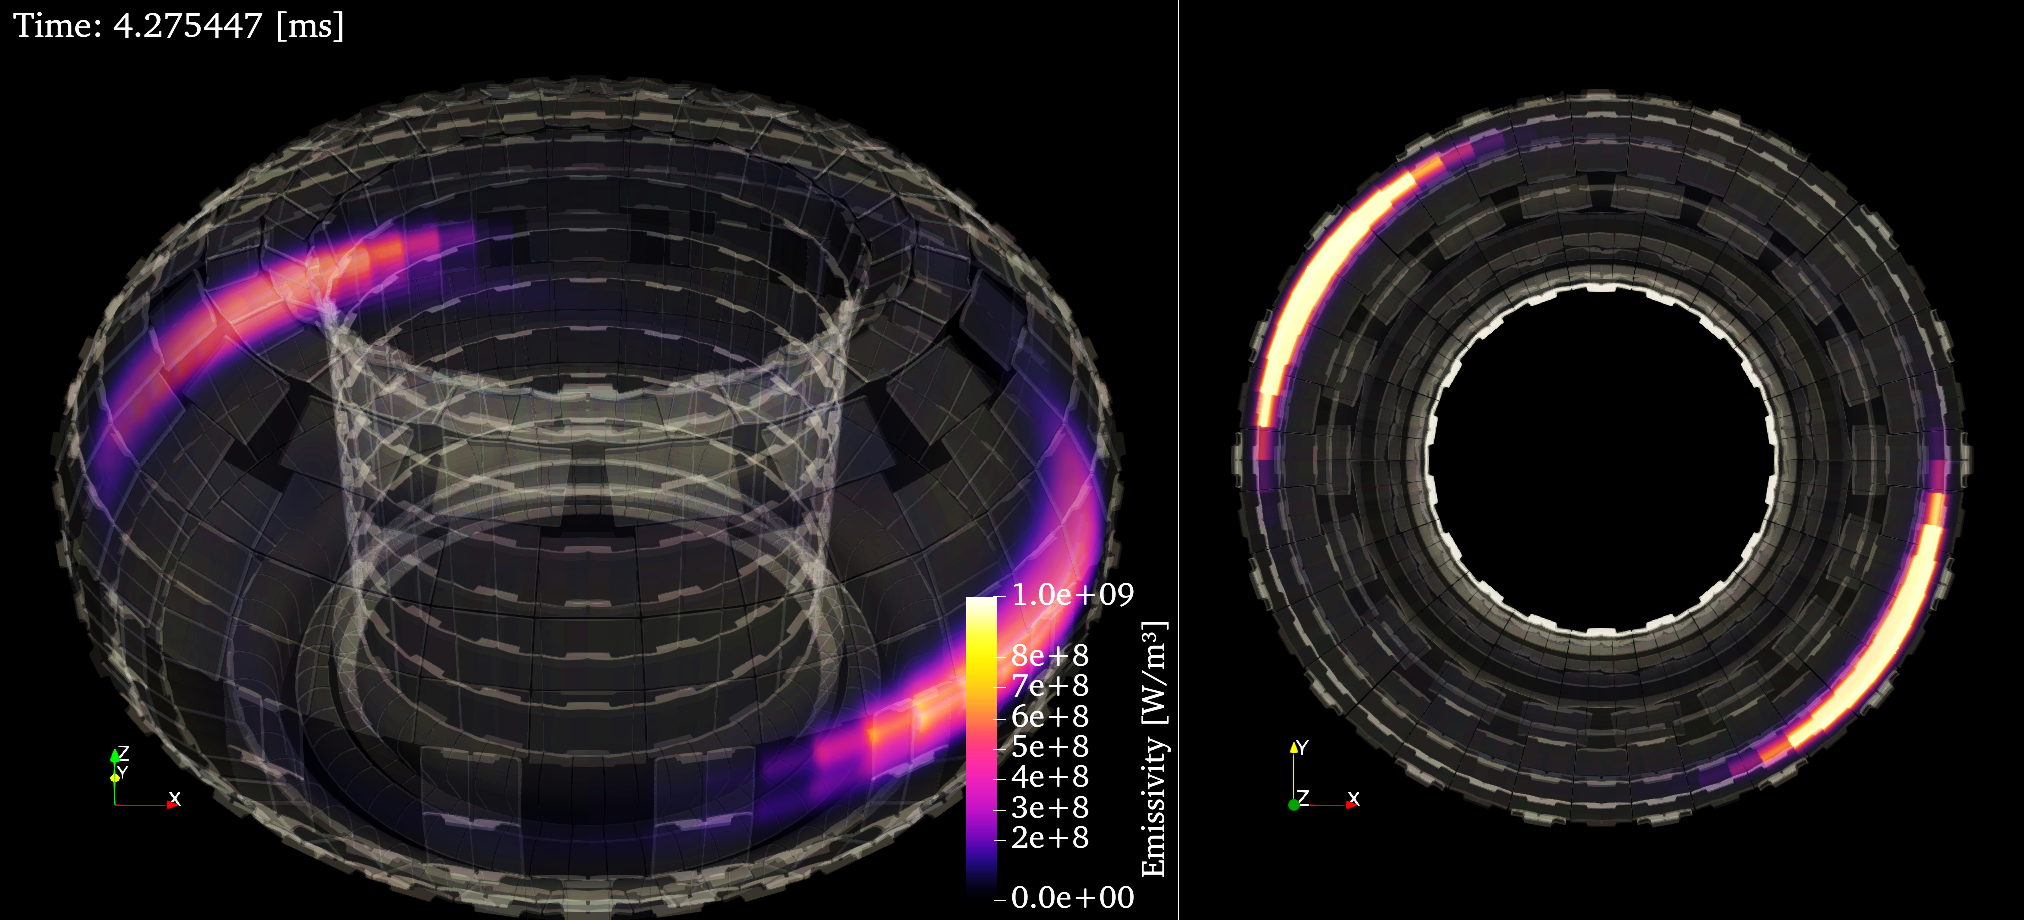 Time: 4.275447 [ms]
1.0e+09
8e+8
7e+8
6e+8
5e+8
4e+8
3e+8
2e+8
0.0e+00
Emissivity [W/m³]
Z
Y
X
Y
Z
X